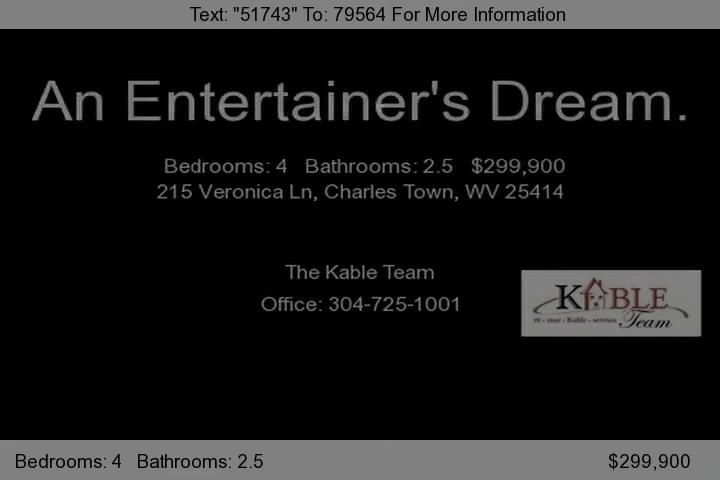 Text: "51743" To: 79564 For More Information
An Entertainer's Dream.
Bedrooms: 4 Bathrooms: 2.5 $299,900
215 Veronica Ln, Charles Town, WV 25414
The Kable Team
Office: 304-725-1001
KABLE
Kable - service
Team
Bedrooms: 4 Bathrooms: 2.5 $299,900